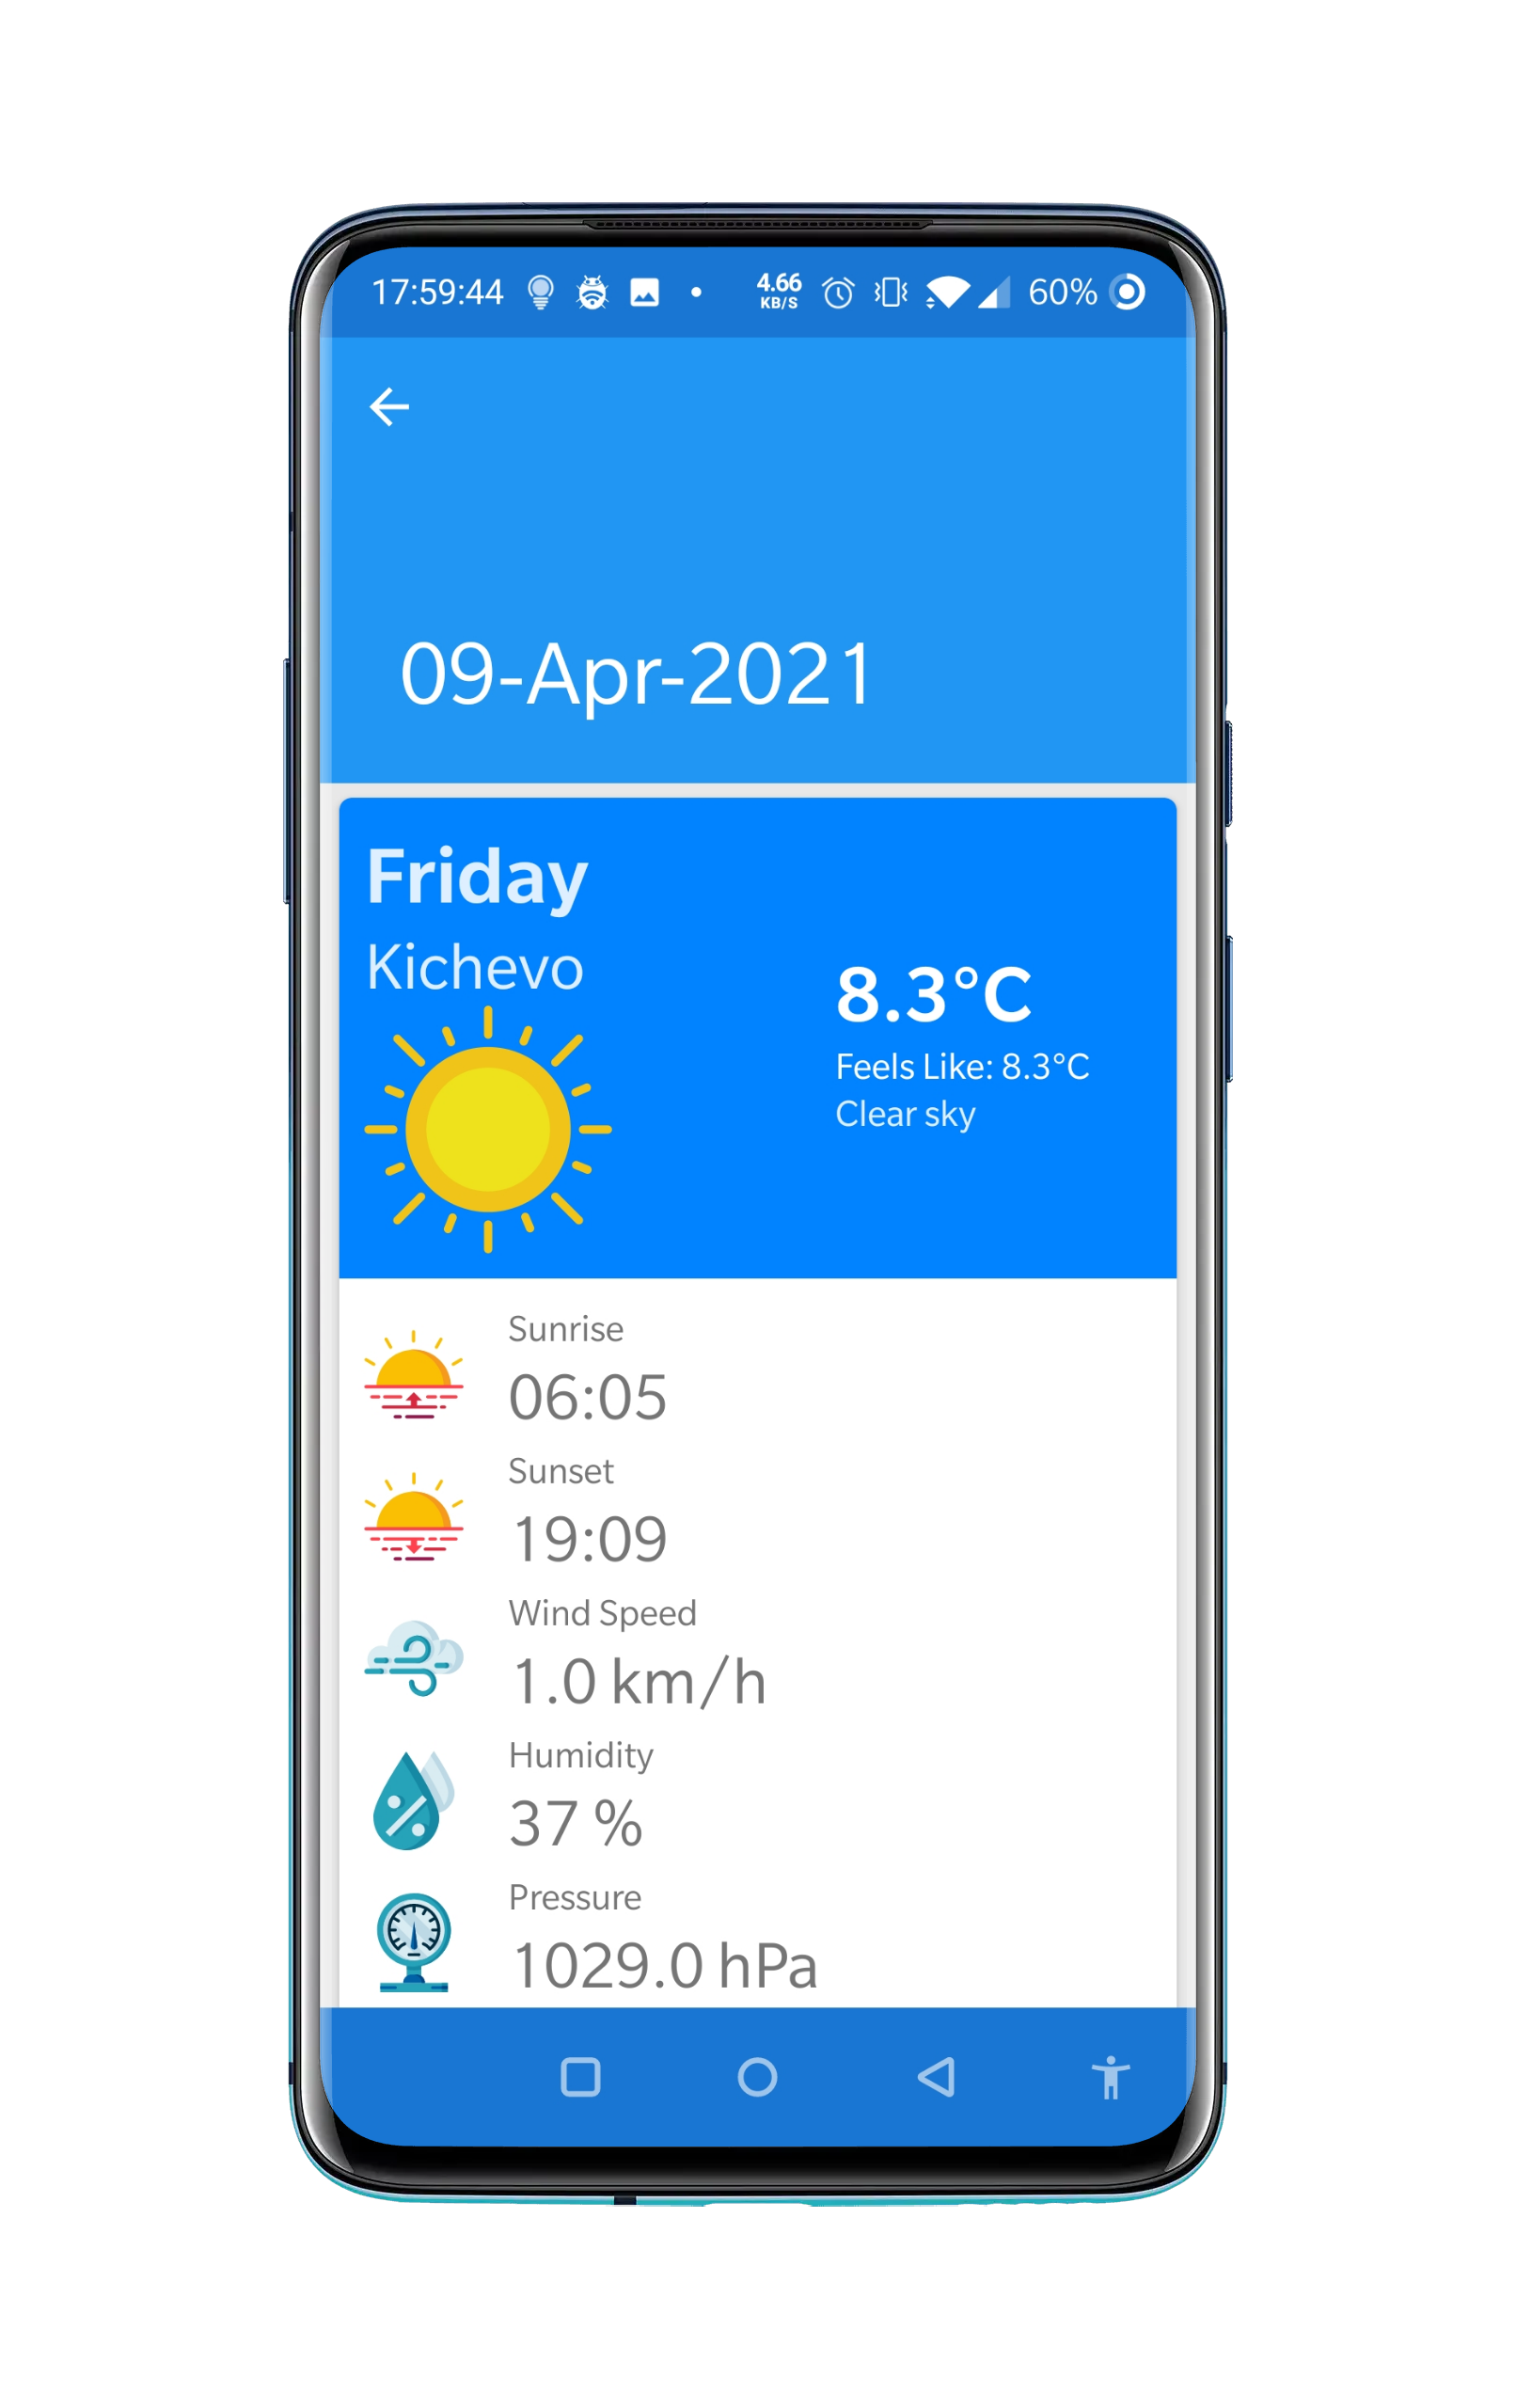 17:59:44 4.66 KB/S 60%
09-Apr-2021
Friday
Kichevo
8.3°C
Feels Like: 8.3°C
Clear sky
Sunrise
06:05
Sunset
19:09
Wind Speed
1.0 km/h
Humidity
37 %
Pressure
1029.0 hPa